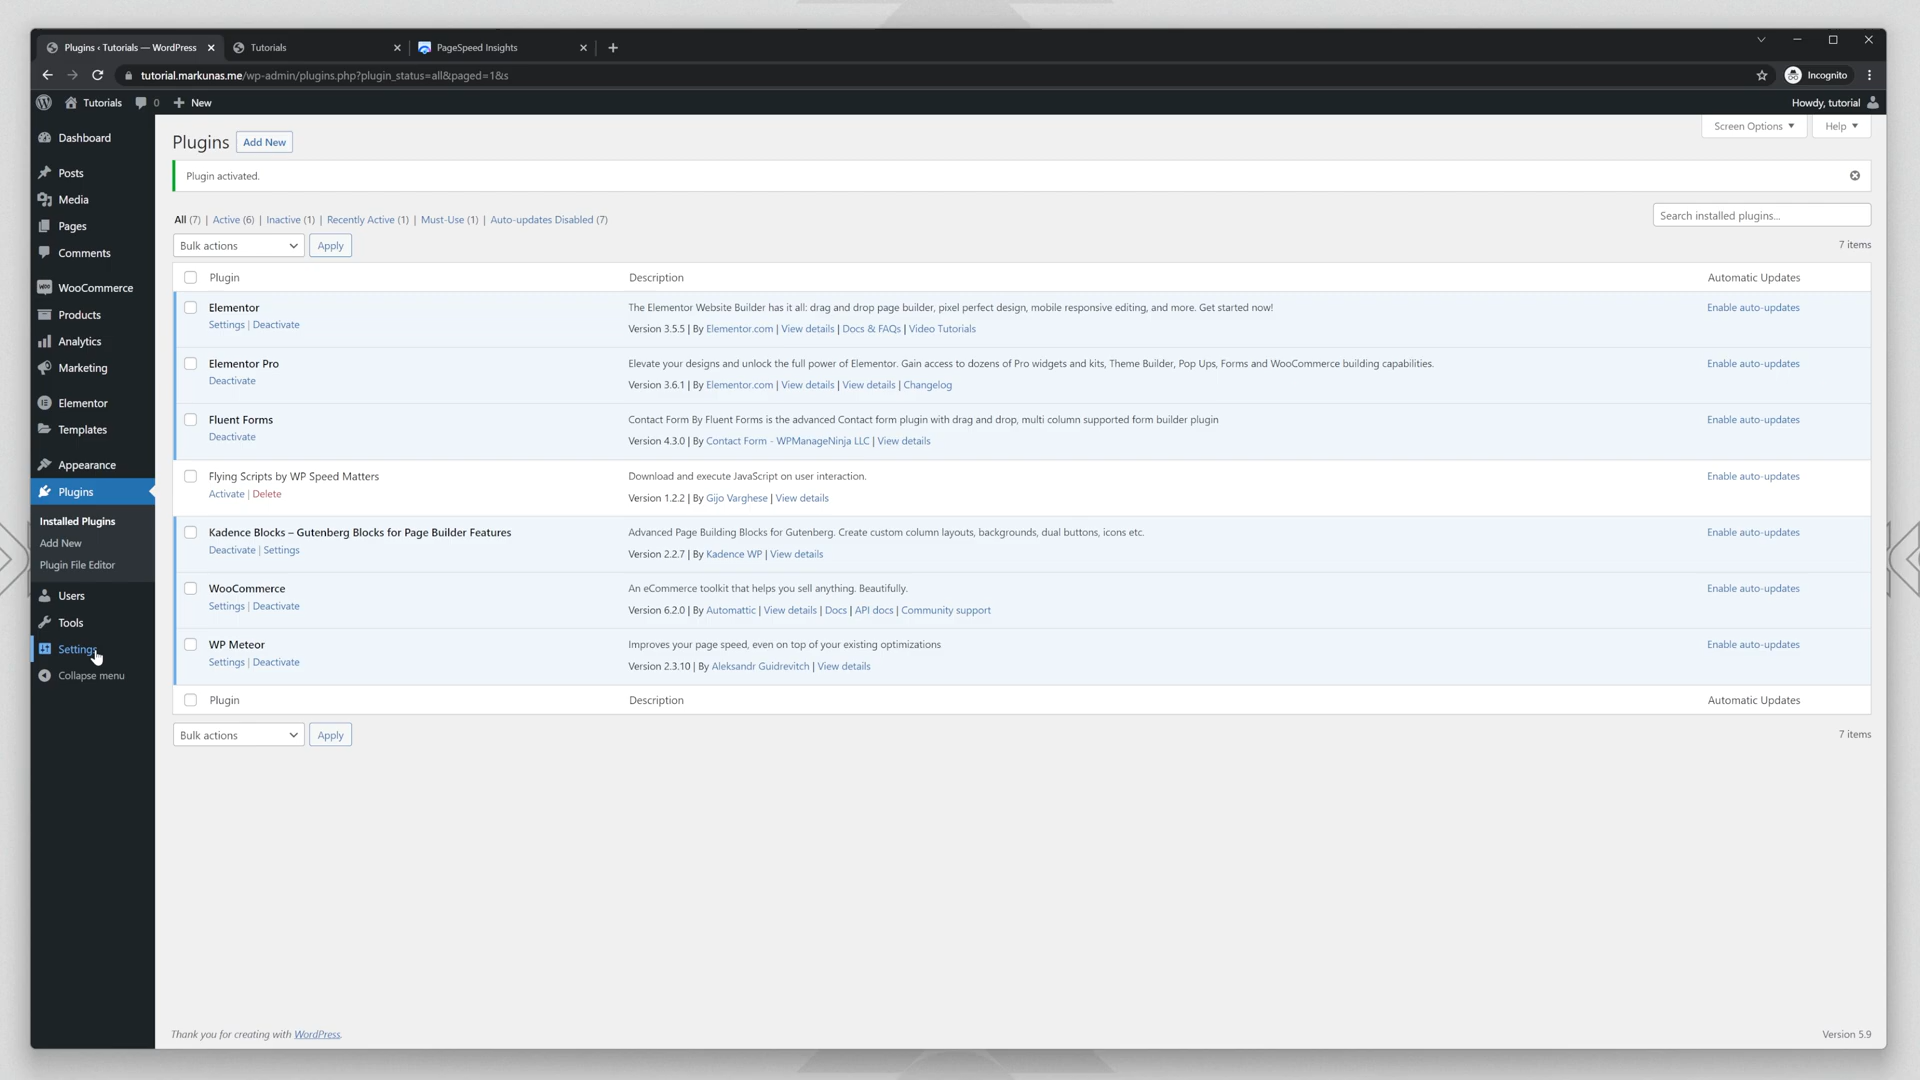 Plugins ‹ Tutorials — WordPress
Tutorials
PageSpeed Insights
tutorial.markunas.me/wp-admin/plugins.php?plugin_status=all&paged=1&s
Incognito
Tutorials 0 New
Howdy, tutorial
Dashboard
Posts
Media
Pages
Comments
WooCommerce
Products
Analytics
Marketing
Elementor
Templates
Appearance
Plugins
Installed Plugins
Add New
Plugin File Editor
Users
Tools
Settings
Collapse menu
Plugins Add New
Screen Options Help
Plugin activated.
All (7) | Active (6) | Inactive (1) | Recently Active (1) | Must-Use (1) | Auto-updates Disabled (7)
Search installed plugins...
Bulk actions Apply
7 items
Plugin Description Automatic Updates
Elementor The Elementor Website Builder has it all: drag and drop page builder, pixel perfect design, mobile responsive editing, and more. Get started now! Enable auto-updates
Settings | Deactivate Version 3.5.5 | By Elementor.com | View details | Docs & FAQs | Video Tutorials
Elementor Pro Elevate your designs and unlock the full power of Elementor. Gain access to dozens of Pro widgets and kits, Theme Builder, Pop Ups, Forms and WooCommerce building capabilities. Enable auto-updates
Deactivate Version 3.6.1 | By Elementor.com | View details | View details | Changelog
Fluent Forms Contact Form By Fluent Forms is the advanced Contact form plugin with drag and drop, multi column supported form builder plugin Enable auto-updates
Deactivate Version 4.3.0 | By Contact Form - WPManageNinja LLC | View details
Flying Scripts by WP Speed Matters Download and execute JavaScript on user interaction. Enable auto-updates
Activate | Delete Version 1.2.2 | By Gijo Varghese | View details
Kadence Blocks – Gutenberg Blocks for Page Builder Features Advanced Page Building Blocks for Gutenberg. Create custom column layouts, backgrounds, dual buttons, icons etc. Enable auto-updates
Deactivate | Settings Version 2.2.7 | By Kadence WP | View details
WooCommerce An eCommerce toolkit that helps you sell anything. Beautifully. Enable auto-updates
Settings | Deactivate Version 6.2.0 | By Automattic | View details | Docs | API docs | Community support
WP Meteor Improves your page speed, even on top of your existing optimizations Enable auto-updates
Settings | Deactivate Version 2.3.10 | By Aleksandr Guidrevitch | View details
Plugin Description Automatic Updates
Bulk actions Apply
7 items
Thank you for creating with WordPress.
Version 5.9